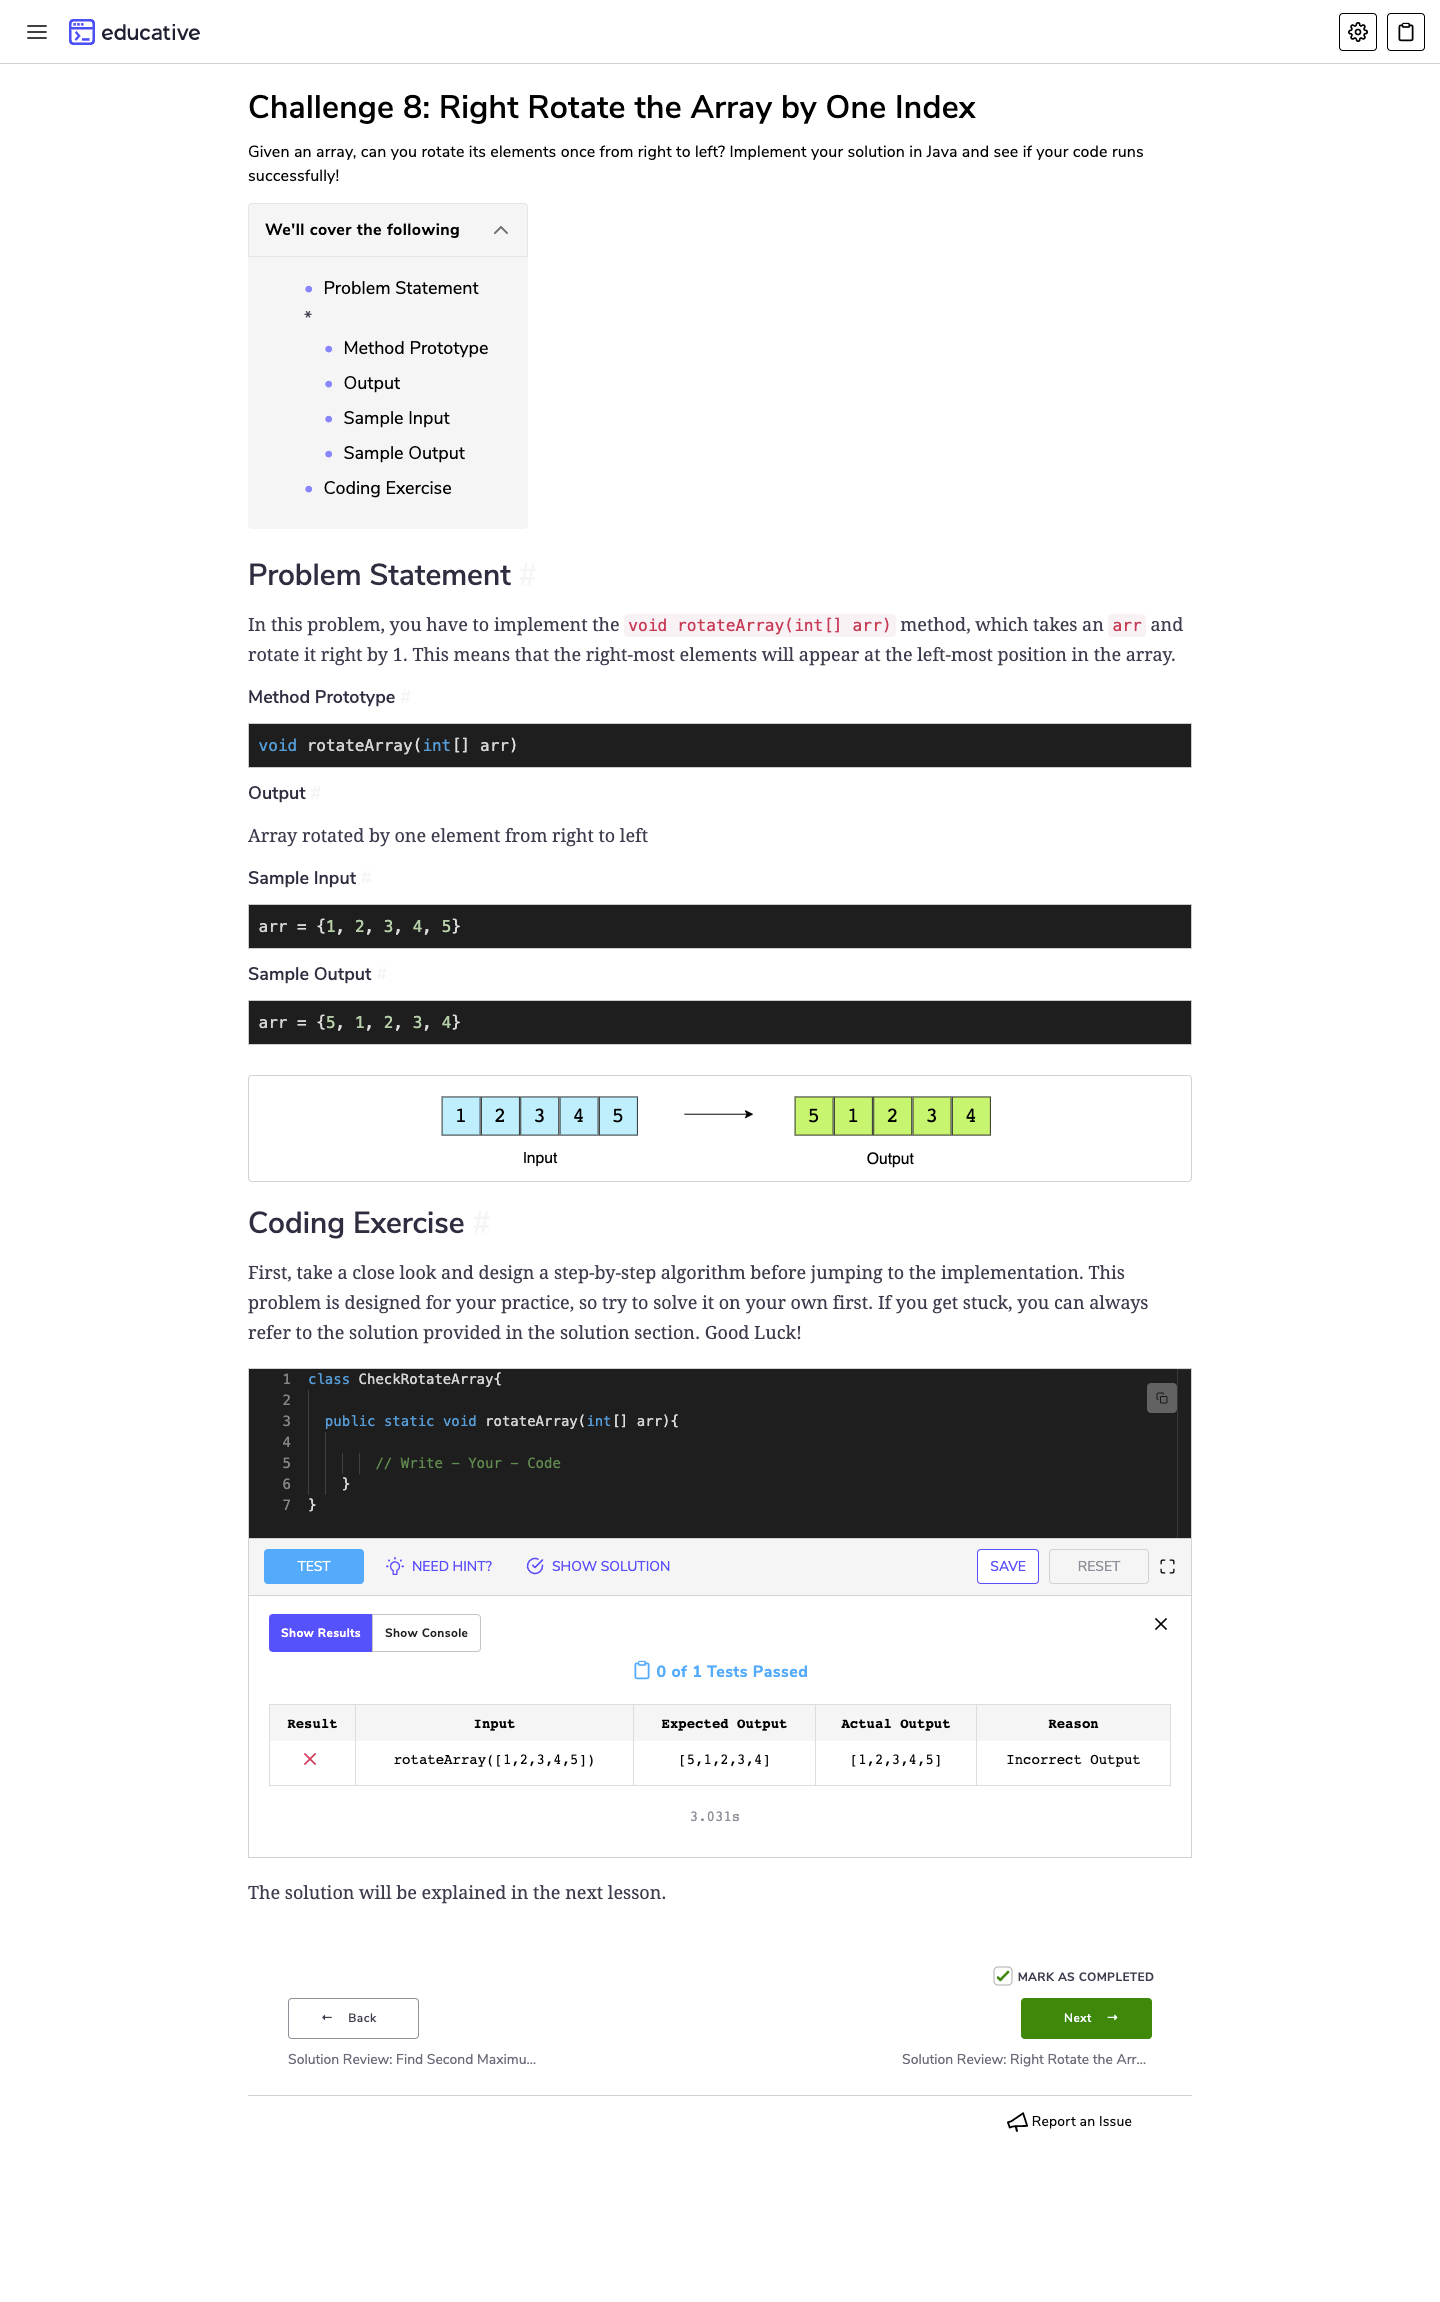 educative
Challenge 8: Right Rotate the Array by One Index
Given an array, can you rotate its elements once from right to left? Implement your solution in Java and see if your code runs
successfully!
We'll cover the following
Problem Statement
*
Method Prototype
Output
Sample Input
Sample Output
Coding Exercise
Problem Statement #
In this problem, you have to implement the void rotateArray(int[] arr) method, which takes an arr and
rotate it right by 1. This means that the right-most elements will appear at the left-most position in the array.
Method Prototype #
void rotateArray(int[] arr)
Output #
Array rotated by one element from right to left
Sample Input #
arr = {1, 2, 3, 4, 5}
Sample Output #
arr = {5, 1, 2, 3, 4}
1 2 3 4 5 5 1 2 3 4
Input Output
Coding Exercise #
First, take a close look and design a step-by-step algorithm before jumping to the implementation. This
problem is designed for your practice, so try to solve it on your own first. If you get stuck, you can always
refer to the solution provided in the solution section. Good Luck!
1 class CheckRotateArray{
2
3 public static void rotateArray(int[] arr){
4
5 // Write - Your - Code
6 }
7 }
TEST NEED HINT? SHOW SOLUTION SAVE RESET
Show Results Show Console
0 of 1 Tests Passed
Result Input Expected Output Actual Output Reason
rotateArray([1,2,3,4,5]) [5,1,2,3,4] [1,2,3,4,5] Incorrect Output
3.031s
The solution will be explained in the next lesson.
MARK AS COMPLETED
← Back Next →
Solution Review: Find Second Maximu... Solution Review: Right Rotate the Arr...
Report an Issue